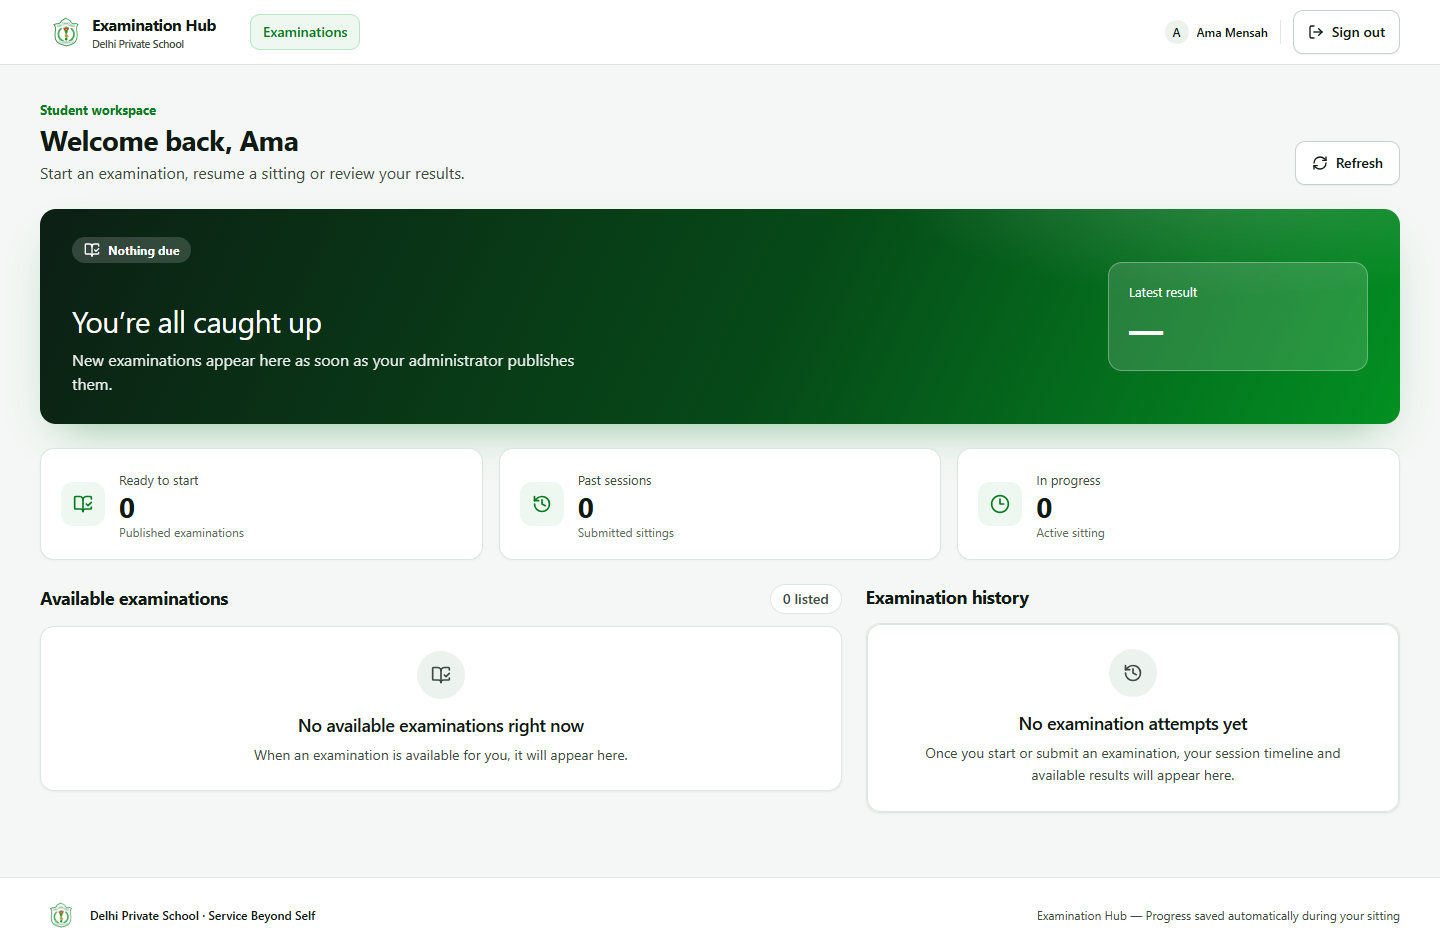 Examination Hub
Delhi Private School
Examinations
A
Ama Mensah
Sign out
Student workspace
Welcome back, Ama
Start an examination, resume a sitting or review your results.
Refresh
Nothing due
You’re all caught up
New examinations appear here as soon as your administrator publishes
them.
Latest result
—
Ready to start
0
Published examinations
Past sessions
0
Submitted sittings
In progress
0
Active sitting
Available examinations
0 listed
No available examinations right now
When an examination is available for you, it will appear here.
Examination history
No examination attempts yet
Once you start or submit an examination, your session timeline and
available results will appear here.
Delhi Private School · Service Beyond Self
Examination Hub — Progress saved automatically during your sitting